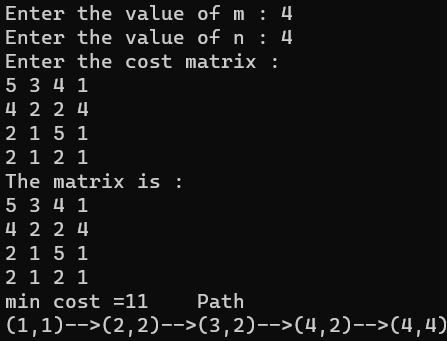 Enter the value of m : 4
Enter the value of n : 4
Enter the cost matrix :
5 3 4 1
4 2 2 4
2 1 5 1
2 1 2 1
The matrix is :
5 3 4 1
4 2 2 4
2 1 5 1
2 1 2 1
min cost =11    Path
(1,1)-->(2,2)-->(3,2)-->(4,2)-->(4,4)